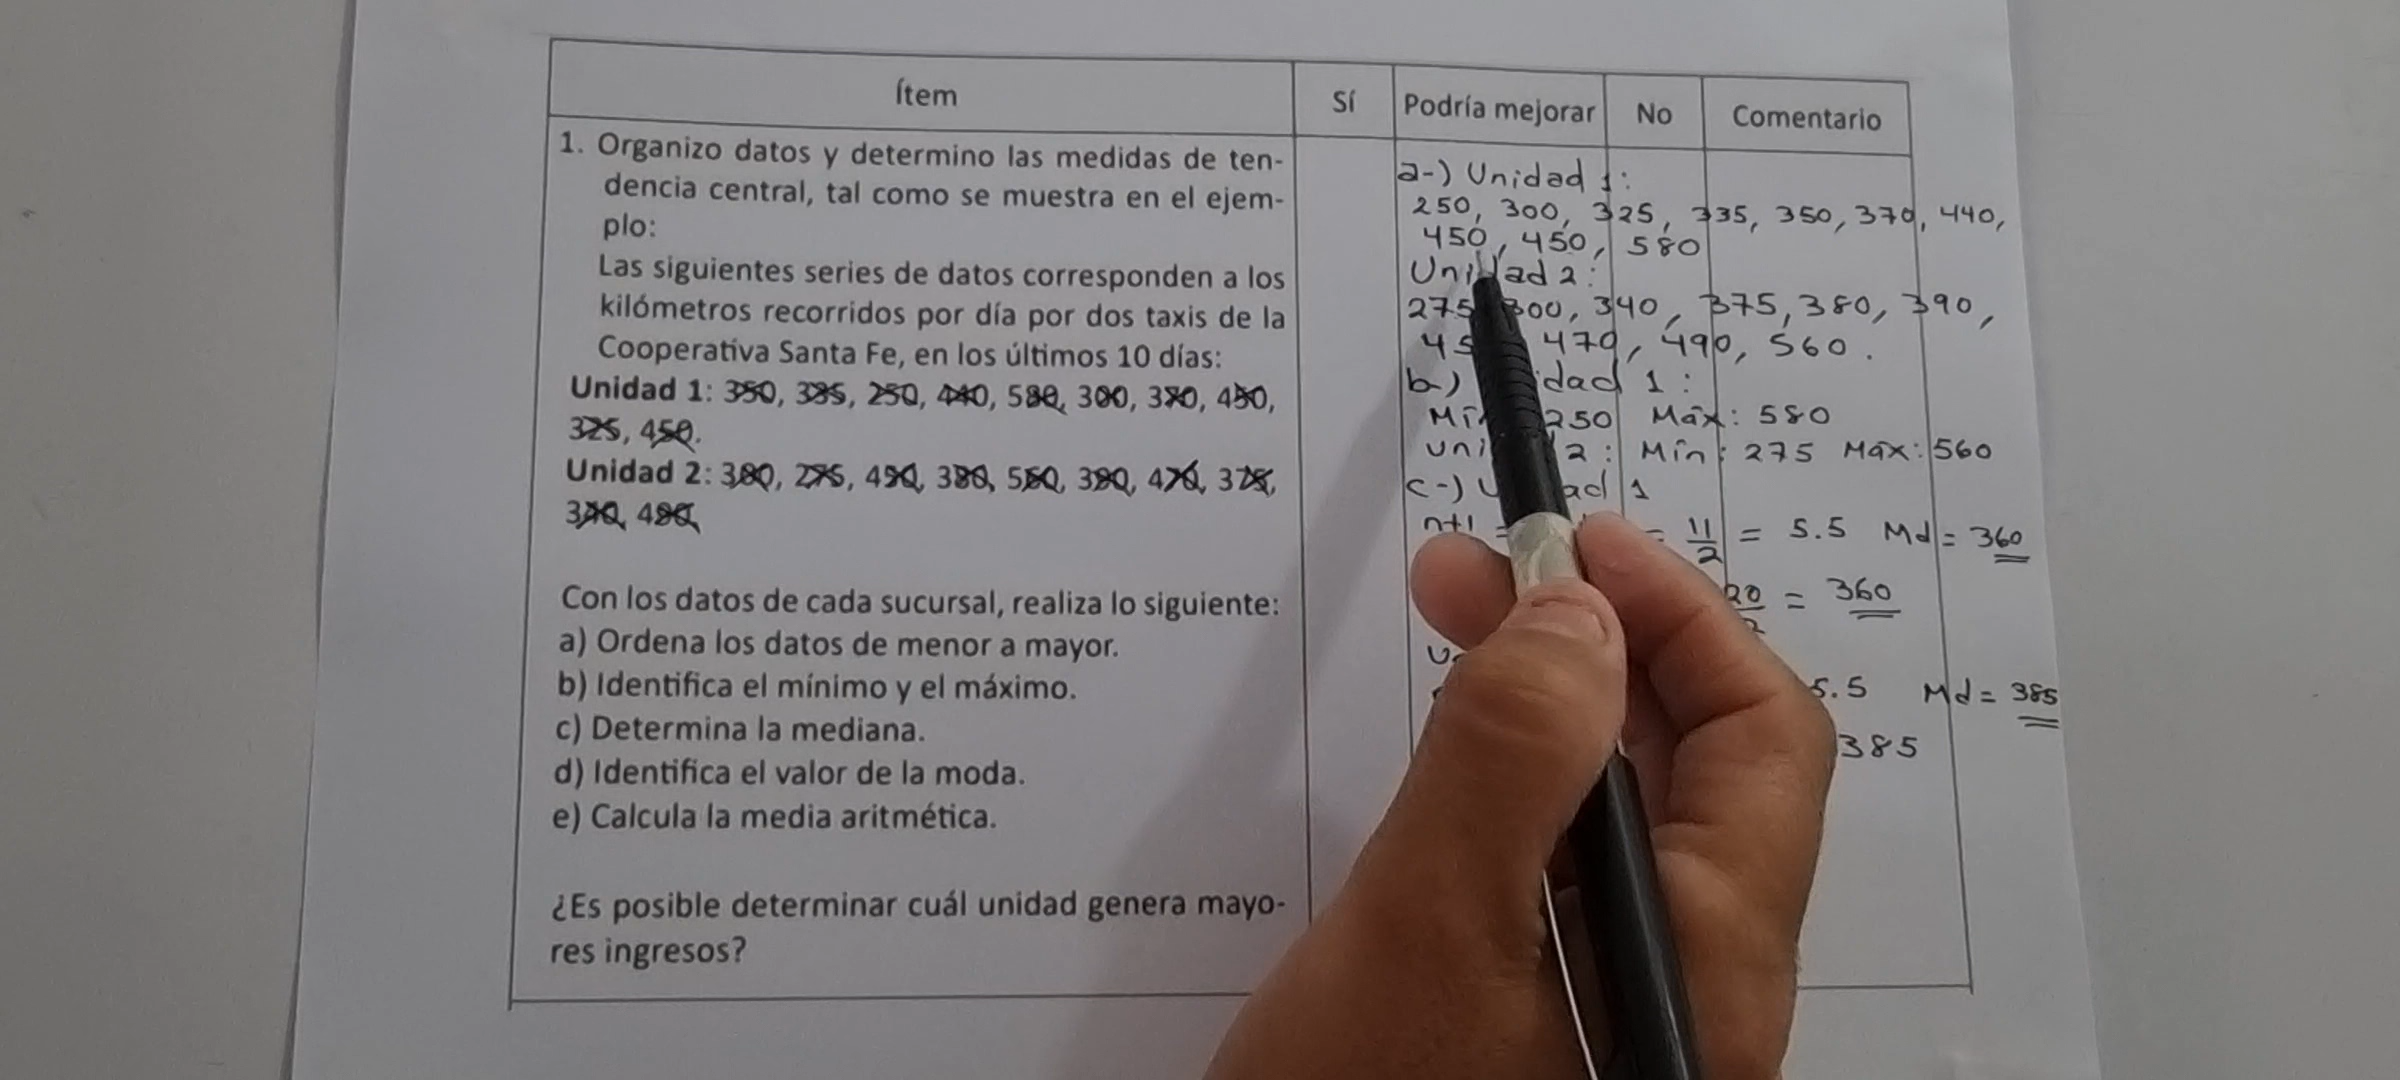 Ítem Sí Podría mejorar No Comentario
1. Organizo datos y determino las medidas de ten-
dencia central, tal como se muestra en el ejem-
plo:
Las siguientes series de datos corresponden a los
kilómetros recorridos por día por dos taxis de la
Cooperativa Santa Fe, en los últimos 10 días:
Unidad 1: 350, 335, 250, 440, 580, 300, 370, 450,
325, 450.
Unidad 2: 300, 275, 450, 380, 560, 390, 470, 375,
340, 490.
Con los datos de cada sucursal, realiza lo siguiente:
a) Ordena los datos de menor a mayor.
b) Identifica el mínimo y el máximo.
c) Determina la mediana.
d) Identifica el valor de la moda.
e) Calcula la media aritmética.
¿Es posible determinar cuál unidad genera mayo-
res ingresos?
a-) Unidad 1:
250, 300, 325, 335, 350, 370, 440,
450, 450, 580
Unidad 2:
275 300, 340, 375, 380, 390,
470, 490, 560.
b-) 1:
250 Máx: 580
2: Mín: 275 Máx: 560
c-) 1
n+1 = = 11/2 = 5.5 Md = 360
= 360
5.5 Md = 385
385